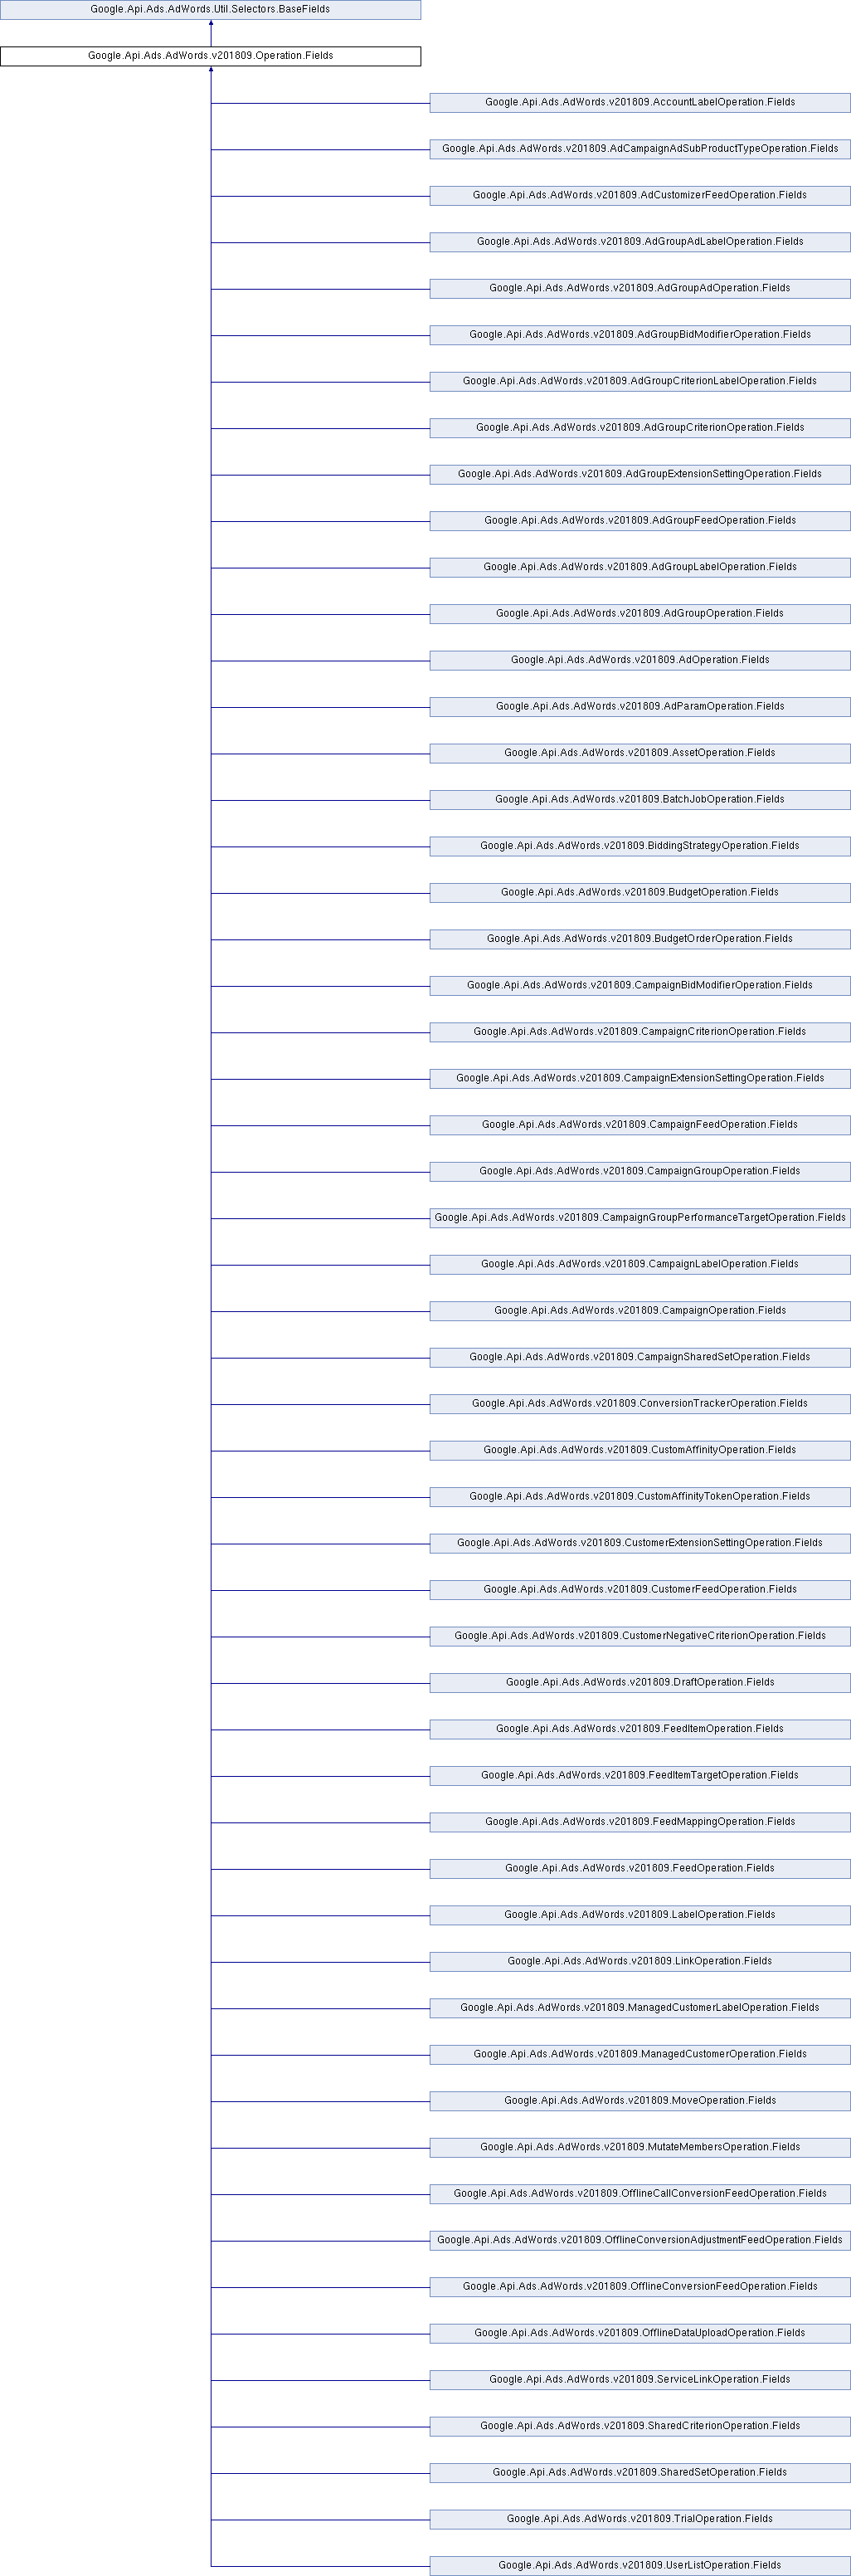 Google.Api.Ads.AdWords.Util.Selectors.BaseFields
Google.Api.Ads.AdWords.v201809.Operation.Fields
Google.Api.Ads.AdWords.v201809.AccountLabelOperation.Fields
Google.Api.Ads.AdWords.v201809.AdCampaignAdSubProductTypeOperation.Fields
Google.Api.Ads.AdWords.v201809.AdCustomizerFeedOperation.Fields
Google.Api.Ads.AdWords.v201809.AdGroupAdLabelOperation.Fields
Google.Api.Ads.AdWords.v201809.AdGroupAdOperation.Fields
Google.Api.Ads.AdWords.v201809.AdGroupBidModifierOperation.Fields
Google.Api.Ads.AdWords.v201809.AdGroupCriterionLabelOperation.Fields
Google.Api.Ads.AdWords.v201809.AdGroupCriterionOperation.Fields
Google.Api.Ads.AdWords.v201809.AdGroupExtensionSettingOperation.Fields
Google.Api.Ads.AdWords.v201809.AdGroupFeedOperation.Fields
Google.Api.Ads.AdWords.v201809.AdGroupLabelOperation.Fields
Google.Api.Ads.AdWords.v201809.AdGroupOperation.Fields
Google.Api.Ads.AdWords.v201809.AdOperation.Fields
Google.Api.Ads.AdWords.v201809.AdParamOperation.Fields
Google.Api.Ads.AdWords.v201809.AssetOperation.Fields
Google.Api.Ads.AdWords.v201809.BatchJobOperation.Fields
Google.Api.Ads.AdWords.v201809.BiddingStrategyOperation.Fields
Google.Api.Ads.AdWords.v201809.BudgetOperation.Fields
Google.Api.Ads.AdWords.v201809.BudgetOrderOperation.Fields
Google.Api.Ads.AdWords.v201809.CampaignBidModifierOperation.Fields
Google.Api.Ads.AdWords.v201809.CampaignCriterionOperation.Fields
Google.Api.Ads.AdWords.v201809.CampaignExtensionSettingOperation.Fields
Google.Api.Ads.AdWords.v201809.CampaignFeedOperation.Fields
Google.Api.Ads.AdWords.v201809.CampaignGroupOperation.Fields
Google.Api.Ads.AdWords.v201809.CampaignGroupPerformanceTargetOperation.Fields
Google.Api.Ads.AdWords.v201809.CampaignLabelOperation.Fields
Google.Api.Ads.AdWords.v201809.CampaignOperation.Fields
Google.Api.Ads.AdWords.v201809.CampaignSharedSetOperation.Fields
Google.Api.Ads.AdWords.v201809.ConversionTrackerOperation.Fields
Google.Api.Ads.AdWords.v201809.CustomAffinityOperation.Fields
Google.Api.Ads.AdWords.v201809.CustomAffinityTokenOperation.Fields
Google.Api.Ads.AdWords.v201809.CustomerExtensionSettingOperation.Fields
Google.Api.Ads.AdWords.v201809.CustomerFeedOperation.Fields
Google.Api.Ads.AdWords.v201809.CustomerNegativeCriterionOperation.Fields
Google.Api.Ads.AdWords.v201809.DraftOperation.Fields
Google.Api.Ads.AdWords.v201809.FeedItemOperation.Fields
Google.Api.Ads.AdWords.v201809.FeedItemTargetOperation.Fields
Google.Api.Ads.AdWords.v201809.FeedMappingOperation.Fields
Google.Api.Ads.AdWords.v201809.FeedOperation.Fields
Google.Api.Ads.AdWords.v201809.LabelOperation.Fields
Google.Api.Ads.AdWords.v201809.LinkOperation.Fields
Google.Api.Ads.AdWords.v201809.ManagedCustomerLabelOperation.Fields
Google.Api.Ads.AdWords.v201809.ManagedCustomerOperation.Fields
Google.Api.Ads.AdWords.v201809.MoveOperation.Fields
Google.Api.Ads.AdWords.v201809.MutateMembersOperation.Fields
Google.Api.Ads.AdWords.v201809.OfflineCallConversionFeedOperation.Fields
Google.Api.Ads.AdWords.v201809.OfflineConversionAdjustmentFeedOperation.Fields
Google.Api.Ads.AdWords.v201809.OfflineConversionFeedOperation.Fields
Google.Api.Ads.AdWords.v201809.OfflineDataUploadOperation.Fields
Google.Api.Ads.AdWords.v201809.ServiceLinkOperation.Fields
Google.Api.Ads.AdWords.v201809.SharedCriterionOperation.Fields
Google.Api.Ads.AdWords.v201809.SharedSetOperation.Fields
Google.Api.Ads.AdWords.v201809.TrialOperation.Fields
Google.Api.Ads.AdWords.v201809.UserListOperation.Fields